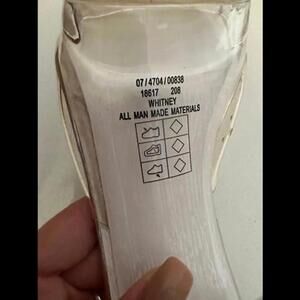 07/4704/00838
18617 208
WHITNEY
ALL MAN MADE MATERIALS